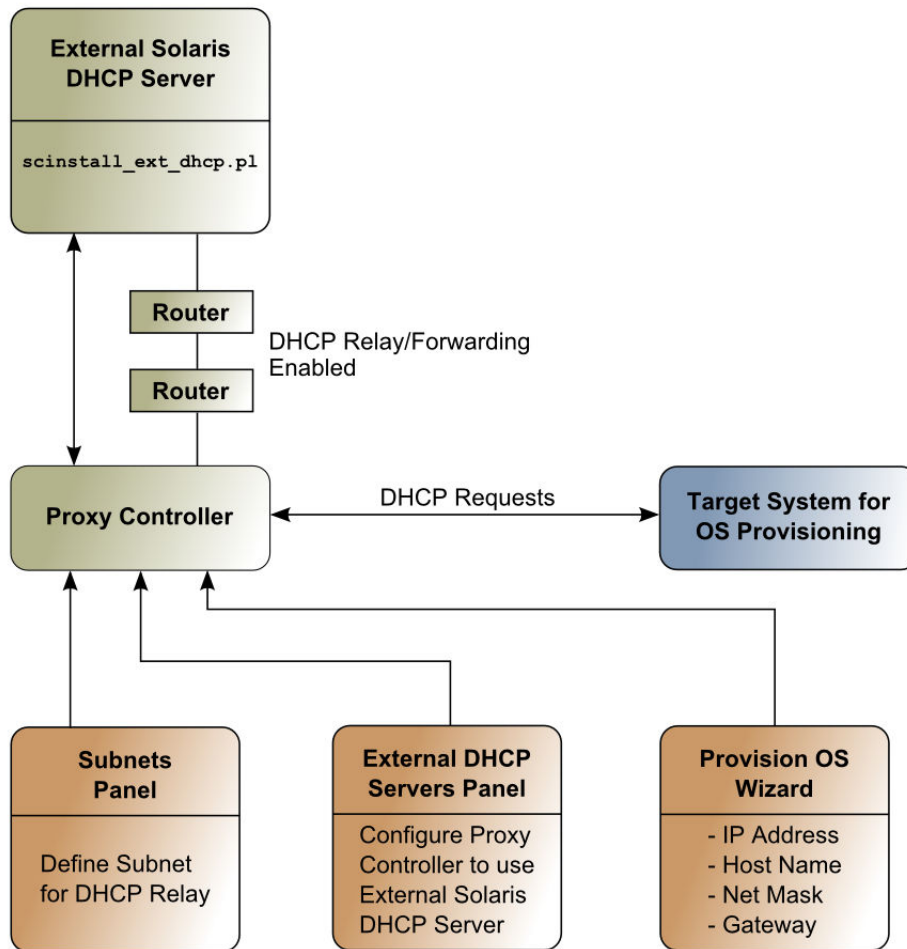 External Solaris
DHCP Server
scinstall_ext_dhcp.pl
Router
DHCP Relay/Forwarding
Enabled
Router
Proxy Controller
DHCP Requests
Target System for
OS Provisioning
Subnets
Panel
Define Subnet
for DHCP Relay
External DHCP
Servers Panel
Configure Proxy
Controller to use
External Solaris
DHCP Server
Provision OS
Wizard
- IP Address
- Host Name
- Net Mask
- Gateway